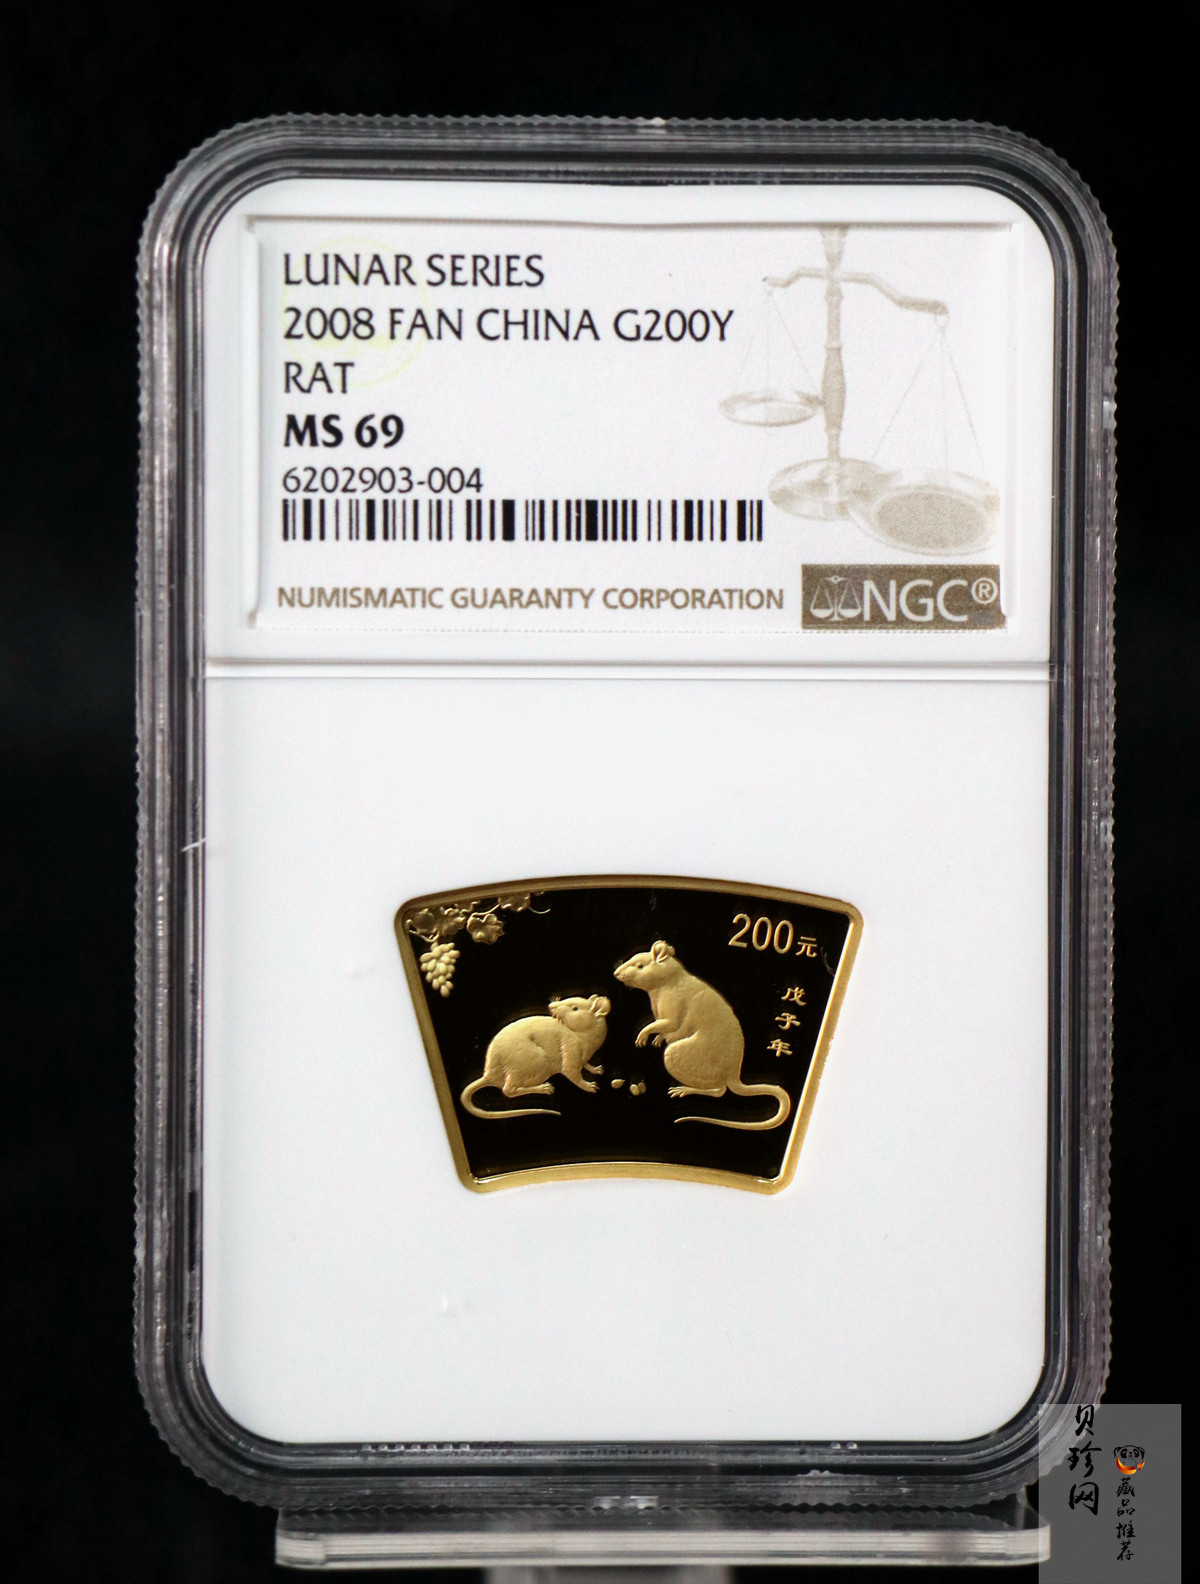 LUNAR SERIES
2008 FAN CHINA G200Y
RAT
MS 69
6202903-004
NUMISMATIC GUARANTY CORPORATION
NGC®
200元
戊子年
贝珍网
藏品推荐